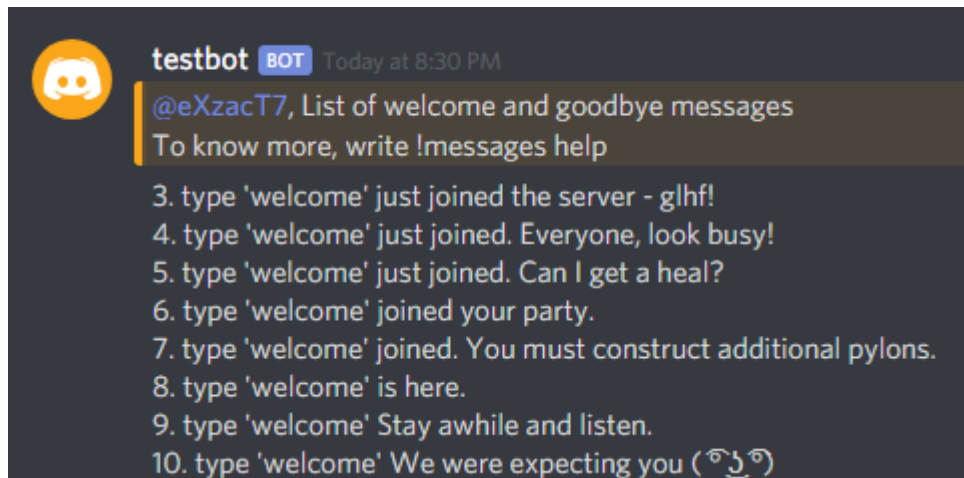 testbot BOT Today at 8:30 PM
@eXzacT7, List of welcome and goodbye messages
To know more, write !messages help
3. type 'welcome' just joined the server - glhf!
4. type 'welcome' just joined. Everyone, look busy!
5. type 'welcome' just joined. Can I get a heal?
6. type 'welcome' joined your party.
7. type 'welcome' joined. You must construct additional pylons.
8. type 'welcome' is here.
9. type 'welcome' Stay awhile and listen.
10. type 'welcome' We were expecting you ( ͡° ͜ʖ ͡°)